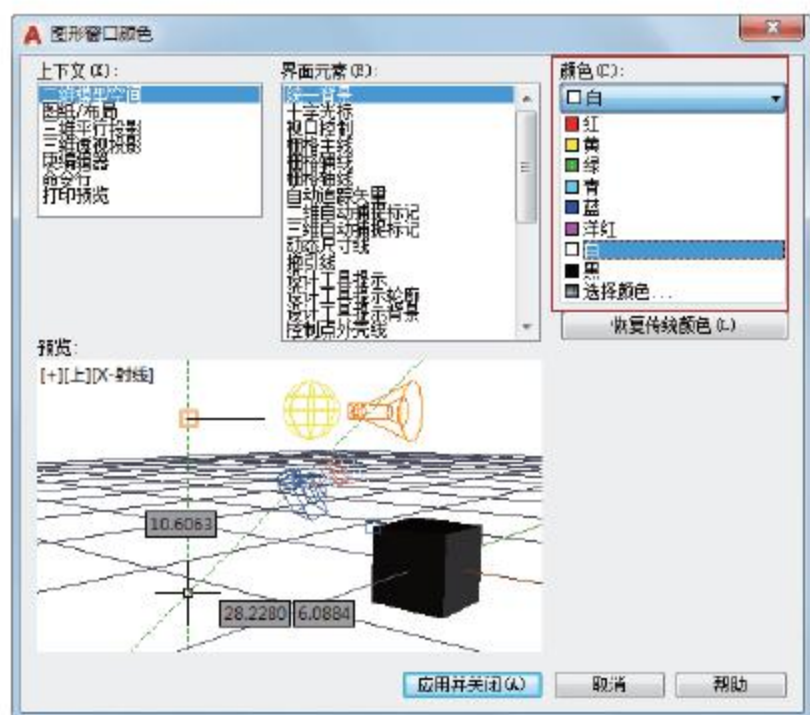 图形窗口颜色
上下文(X):
二维模型空间
图纸/布局
三维平行投影
三维透视投影
块编辑器
命令行
打印预览
界面元素(E):
统一背景
十字光标
视口控制
栅格主线
栅格辅线
栅格轴线
自动追踪矢量
二维自动捕捉标记
三维自动捕捉标记
动态尺寸线
拖引线
设计工具提示
设计工具提示轮廓
设计工具提示背景
控制点外壳线
颜色(C):
白
红
黄
绿
青
蓝
洋红
白
黑
选择颜色...
恢复传统颜色(L)
预览:
[+][上][X-射线]
10.6063
28.2280
6.0884
应用并关闭(A)
取消
帮助